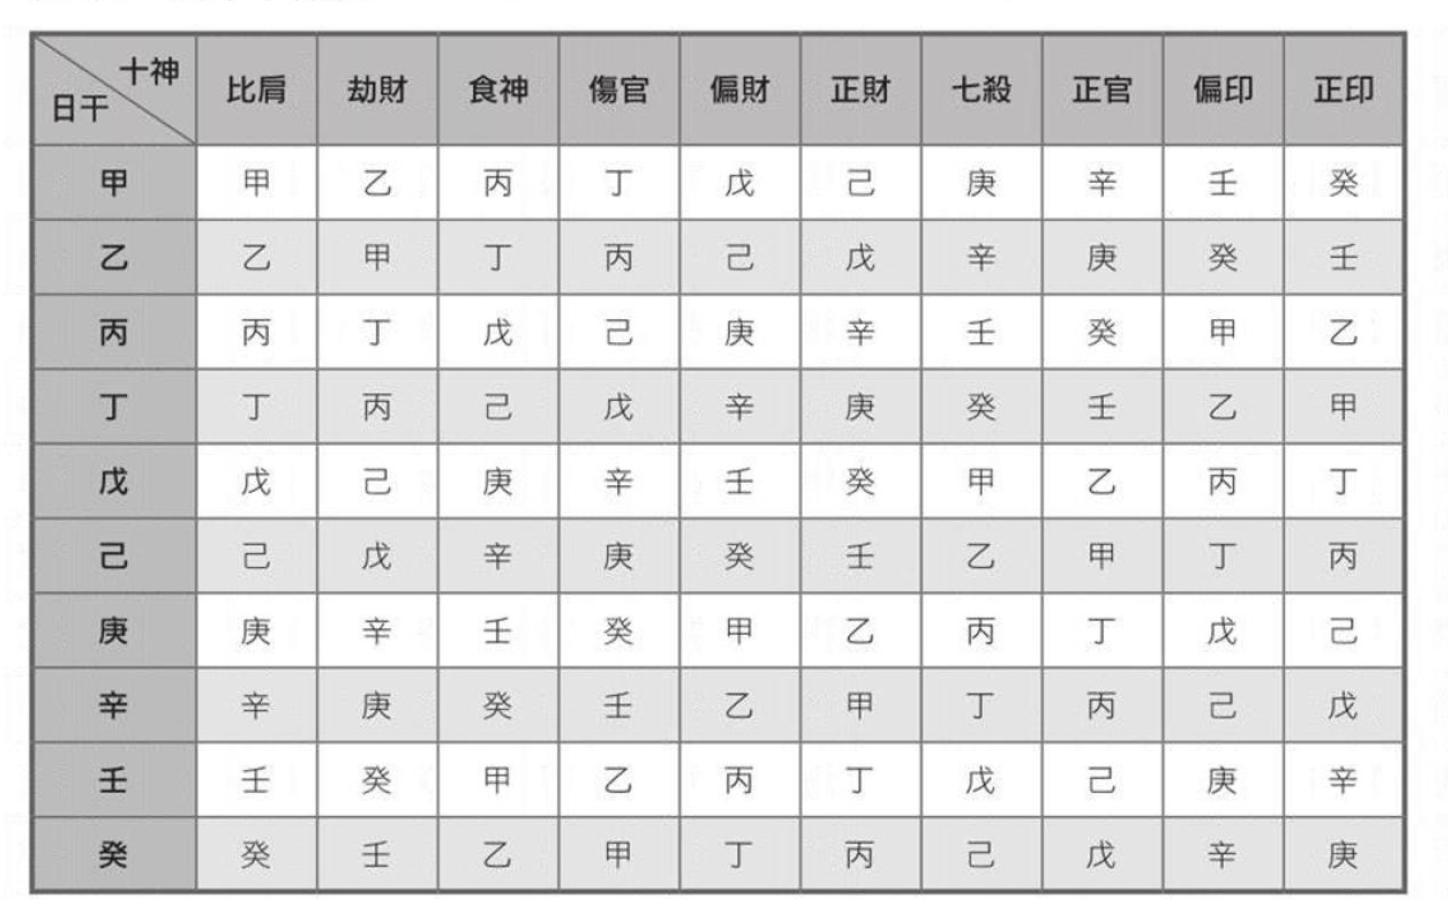 十神
日干 比肩 劫財 食神 傷官 偏財 正財 七殺 正官 偏印 正印
甲 甲 乙 丙 丁 戊 己 庚 辛 壬 癸
乙 乙 甲 丁 丙 己 戊 辛 庚 癸 壬
丙 丙 丁 戊 己 庚 辛 壬 癸 甲 乙
丁 丁 丙 己 戊 辛 庚 癸 壬 乙 甲
戊 戊 己 庚 辛 壬 癸 甲 乙 丙 丁
己 己 戊 辛 庚 癸 壬 乙 甲 丁 丙
庚 庚 辛 壬 癸 甲 乙 丙 丁 戊 己
辛 辛 庚 癸 壬 乙 甲 丁 丙 己 戊
壬 壬 癸 甲 乙 丙 丁 戊 己 庚 辛
癸 癸 壬 乙 甲 丁 丙 己 戊 辛 庚